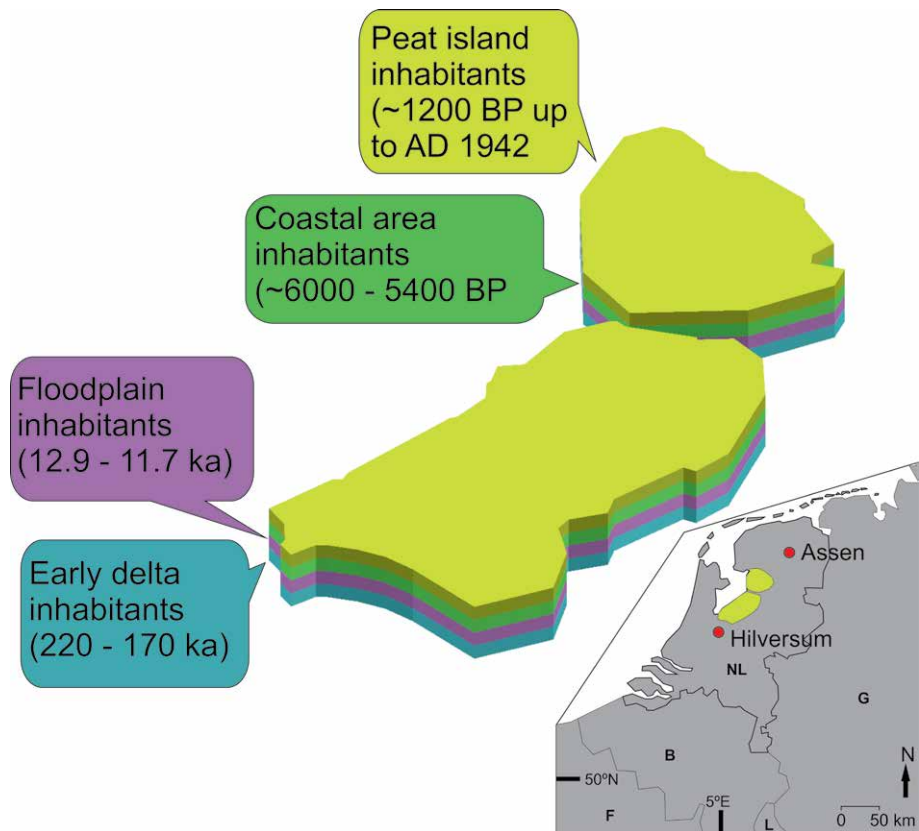 Peat island
inhabitants
(~1200 BP up
to AD 1942
Coastal area
inhabitants
(~6000 - 5400 BP
Floodplain
inhabitants
(12.9 - 11.7 ka)
Early delta
inhabitants
(220 - 170 ka)
Assen
Hilversum
NL
G
B
N
50ºN
5ºE
F
L
0 50 km